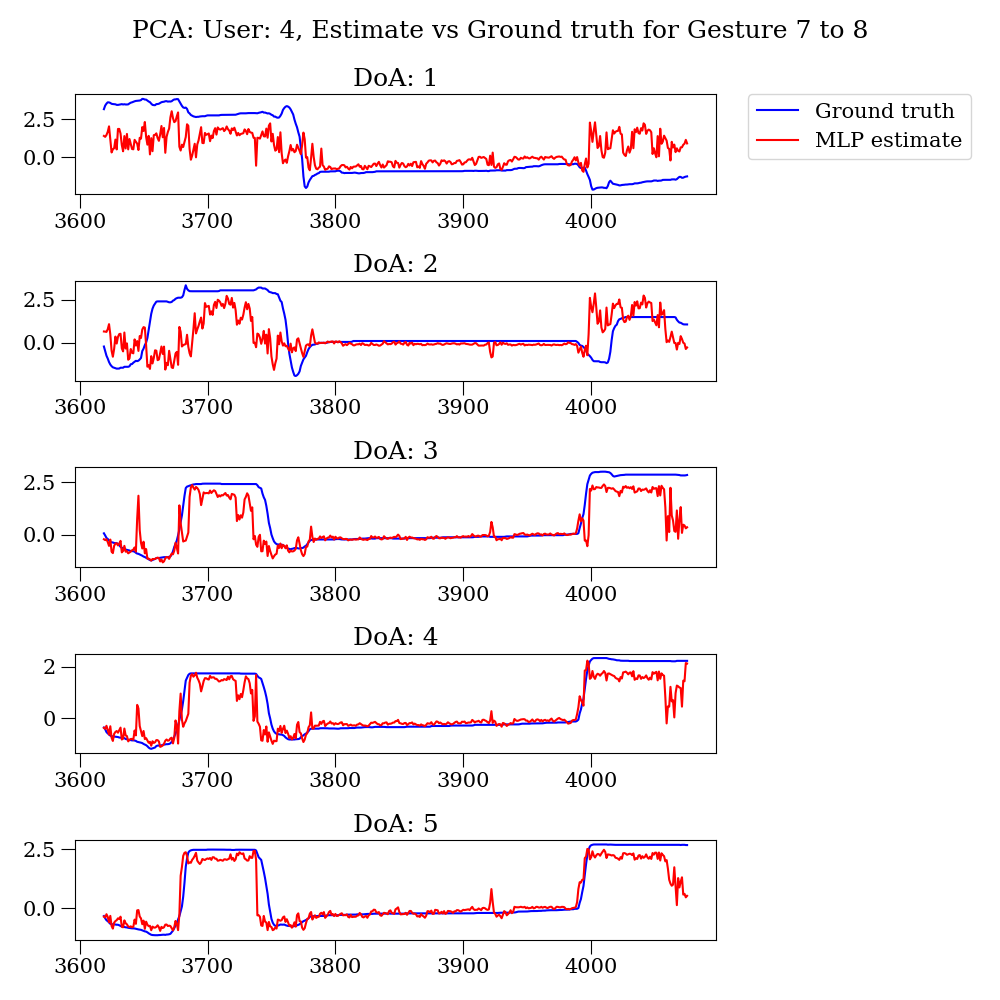 PCA: User: 4, Estimate vs Ground truth for Gesture 7 to 8
DoA: 1
Ground truth
MLP estimate
2.5
0.0
3600 3700 3800 3900 4000
DoA: 2
2.5
0.0
3600 3700 3800 3900 4000
DoA: 3
2.5
0.0
3600 3700 3800 3900 4000
DoA: 4
2
0
3600 3700 3800 3900 4000
DoA: 5
2.5
0.0
3600 3700 3800 3900 4000